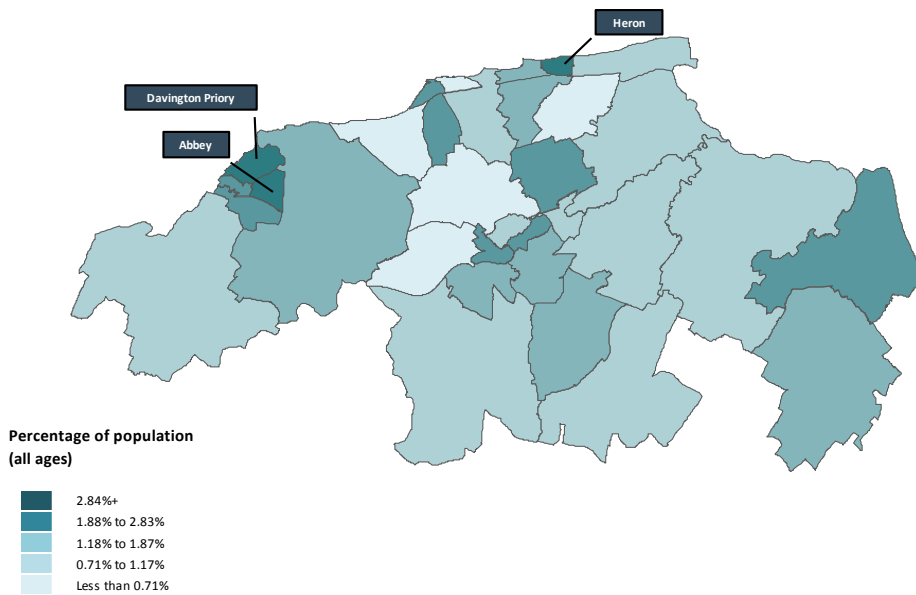 Heron
Davington Priory
Abbey
Percentage of population
(all ages)
2.84%+
1.88% to 2.83%
1.18% to 1.87%
0.71% to 1.17%
Less than 0.71%